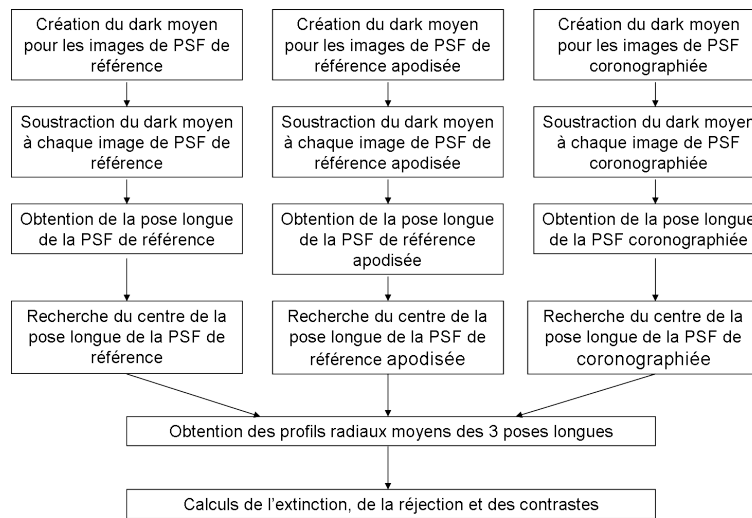 Création du dark moyen
pour les images de PSF de
référence
Création du dark moyen
pour les images de PSF de
référence apodisée
Création du dark moyen
pour les images de PSF
coronographiée
Soustraction du dark moyen
à chaque image de PSF de
référence
Soustraction du dark moyen
à chaque image de PSF de
référence apodisée
Soustraction du dark moyen
à chaque image de PSF
coronographiée
Obtention de la pose longue
de la PSF de référence
Obtention de la pose longue
de la PSF de référence
apodisée
Obtention de la pose longue
de la PSF coronographiée
Recherche du centre de la
pose longue de la PSF de
référence
Recherche du centre de la
pose longue de la PSF de
référence apodisée
Recherche du centre de la
pose longue de la PSF de
coronographiée
Obtention des profils radiaux moyens des 3 poses longues
Calculs de l'extinction, de la réjection et des contrastes